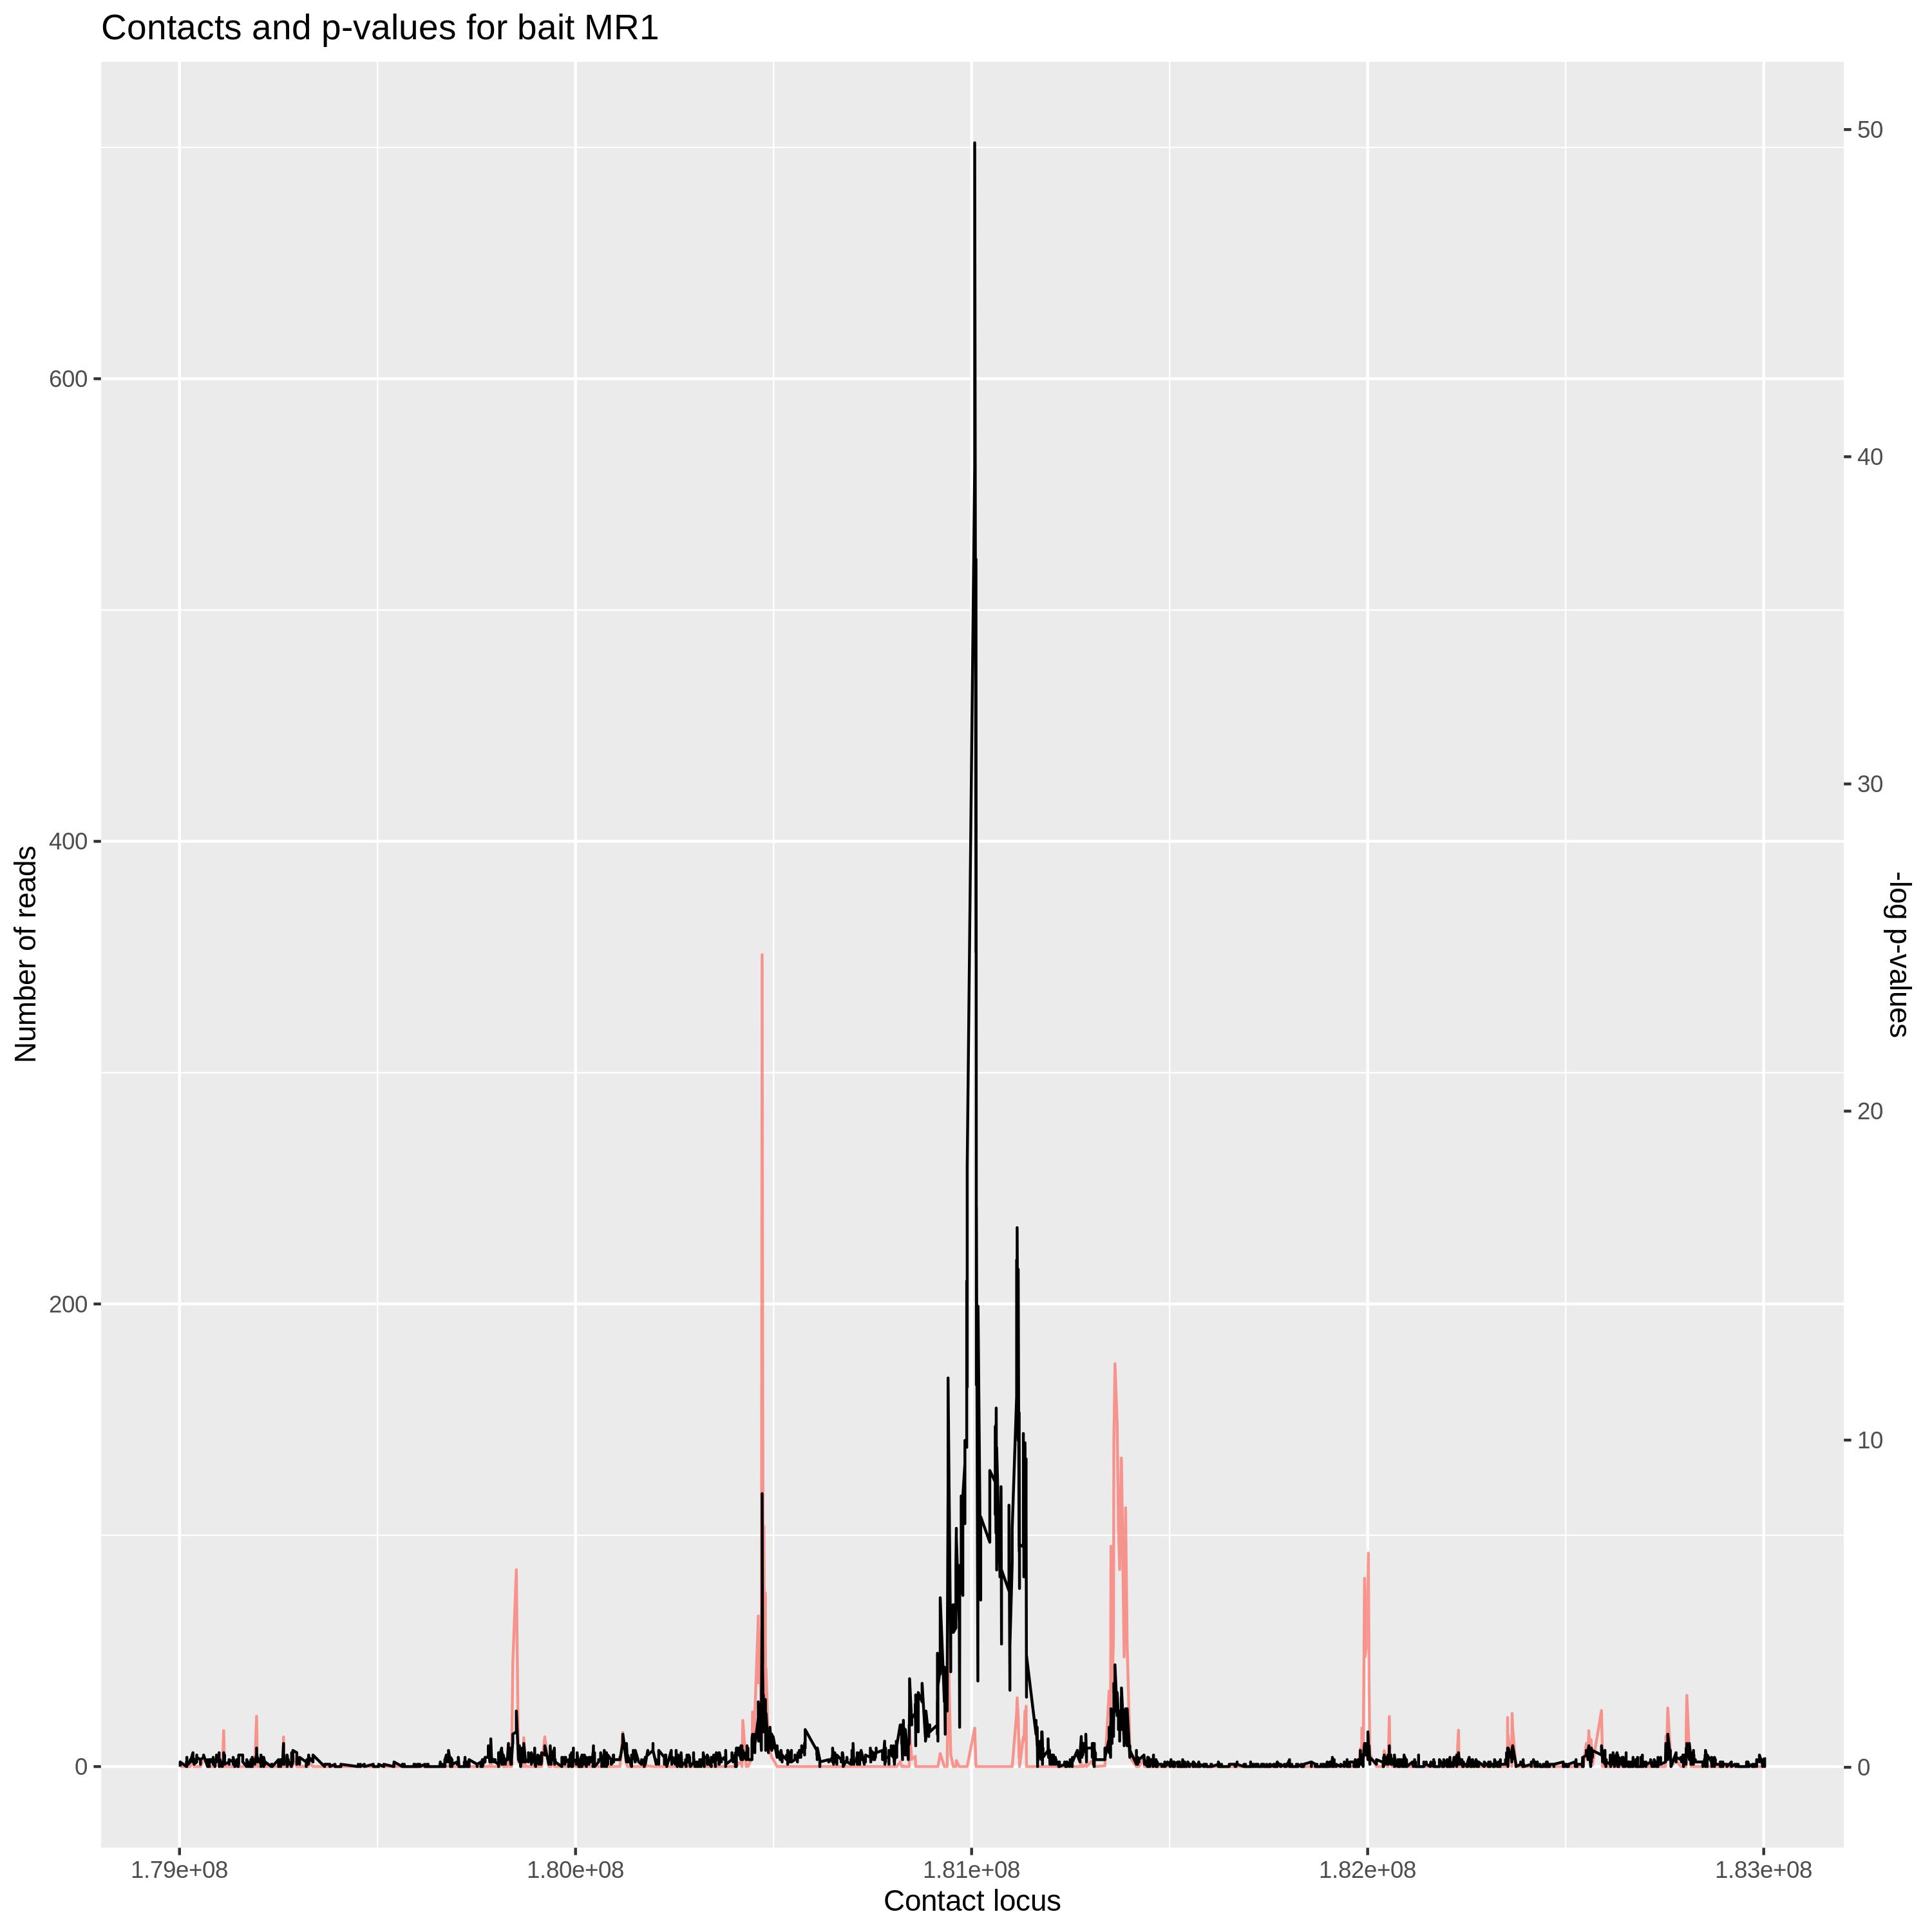 Contacts and p-values for bait MR1
600
400
200
0
50
40
30
20
10
0
Number of reads
-log p-values
1.79e+08 1.80e+08 1.81e+08 1.82e+08 1.83e+08
Contact locus